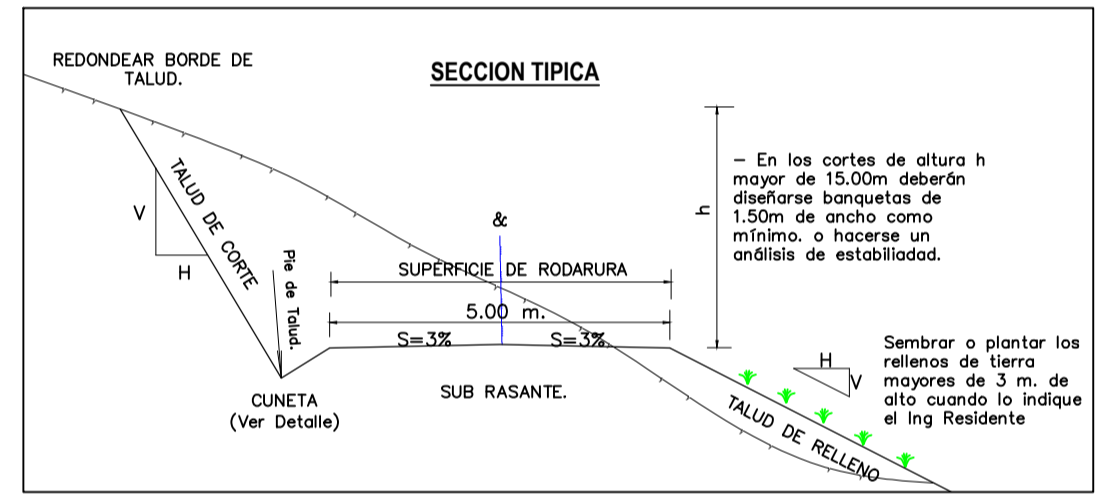 REDONDEAR BORDE DE
TALUD.
SECCION TIPICA
TALUD DE CORTE
V
H
Pie de Talud.
&
SUPERFICIE DE RODARURA
5.00 m.
S=3%
S=3%
SUB RASANTE.
CUNETA
(Ver Detalle)
h
– En los cortes de altura h
mayor de 15.00m deberán
diseñarse banquetas de
1.50m de ancho como
mínimo. o hacerse un
análisis de estabiliadad.
H
V
Sembrar o plantar los
rellenos de tierra
mayores de 3 m. de
alto cuando lo indique
el Ing Residente
TALUD DE RELLENO